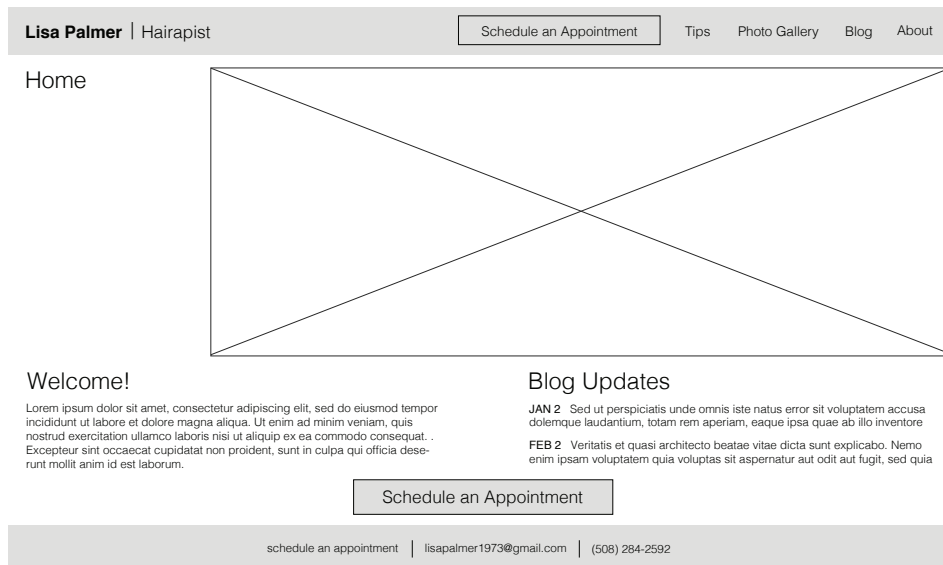 Lisa Palmer | Hairapist
Schedule an Appointment Tips Photo Gallery Blog About
Home
Welcome!
Lorem ipsum dolor sit amet, consectetur adipiscing elit, sed do eiusmod tempor
incididunt ut labore et dolore magna aliqua. Ut enim ad minim veniam, quis
nostrud exercitation ullamco laboris nisi ut aliquip ex ea commodo consequat. .
Excepteur sint occaecat cupidatat non proident, sunt in culpa qui officia dese-
runt mollit anim id est laborum.
Blog Updates
JAN 2 Sed ut perspiciatis unde omnis iste natus error sit voluptatem accusa
dolemque laudantium, totam rem aperiam, eaque ipsa quae ab illo inventore
FEB 2 Veritatis et quasi architecto beatae vitae dicta sunt explicabo. Nemo
enim ipsam voluptatem quia voluptas sit aspernatur aut odit aut fugit, sed quia
Schedule an Appointment
schedule an appointment | lisapalmer1973@gmail.com | (508) 284-2592